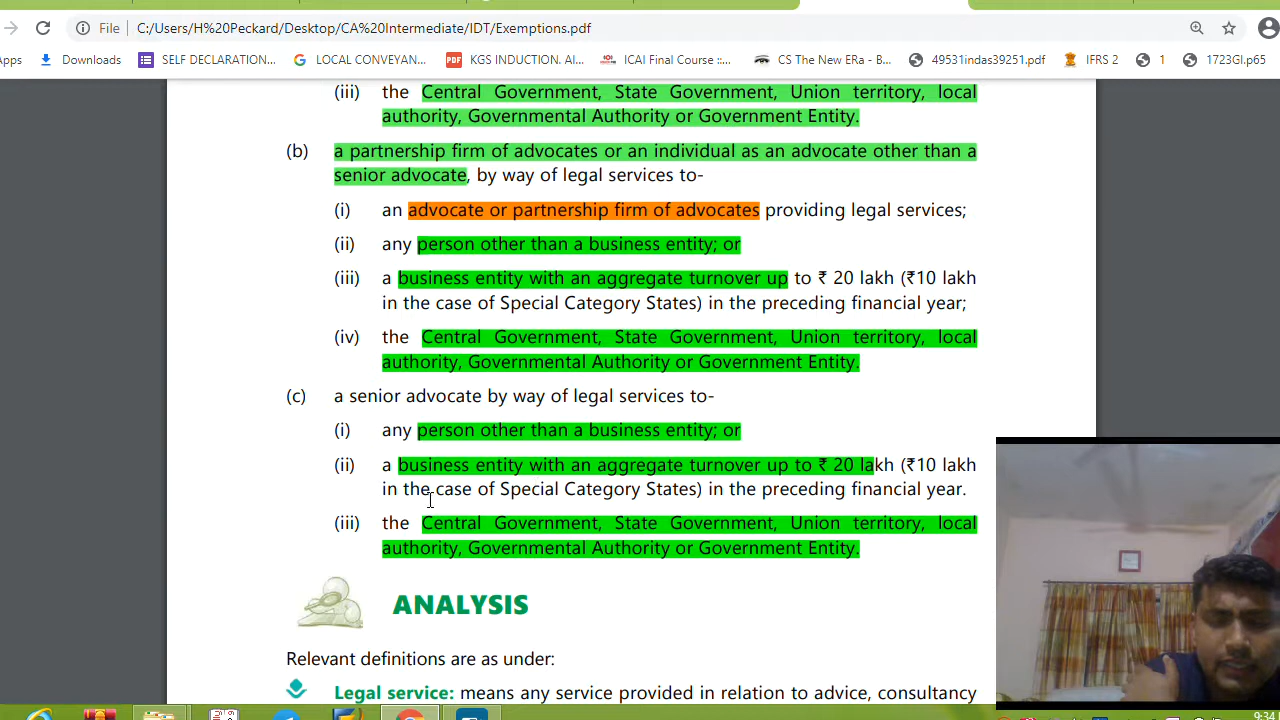 File C:/Users/H%20Peckard/Desktop/CA%20Intermediate/IDT/Exemptions.pdf
Apps Downloads SELF DECLARATION... LOCAL CONVEYAN... KGS INDUCTION. AI... ICAI Final Course ::... CS The New ERa - B... 49531indas39251.pdf IFRS 2 1 1723GI.p65
(iii) the Central Government, State Government, Union territory, local
authority, Governmental Authority or Government Entity.
(b) a partnership firm of advocates or an individual as an advocate other than a
senior advocate, by way of legal services to-
(i) an advocate or partnership firm of advocates providing legal services;
(ii) any person other than a business entity; or
(iii) a business entity with an aggregate turnover up to ₹ 20 lakh (₹10 lakh
in the case of Special Category States) in the preceding financial year;
(iv) the Central Government, State Government, Union territory, local
authority, Governmental Authority or Government Entity.
(c) a senior advocate by way of legal services to-
(i) any person other than a business entity; or
(ii) a business entity with an aggregate turnover up to ₹ 20 lakh (₹10 lakh
in the case of Special Category States) in the preceding financial year.
(iii) the Central Government, State Government, Union territory, local
authority, Governmental Authority or Government Entity.
ANALYSIS
Relevant definitions are as under:
Legal service: means any service provided in relation to advice, consultancy
9:34